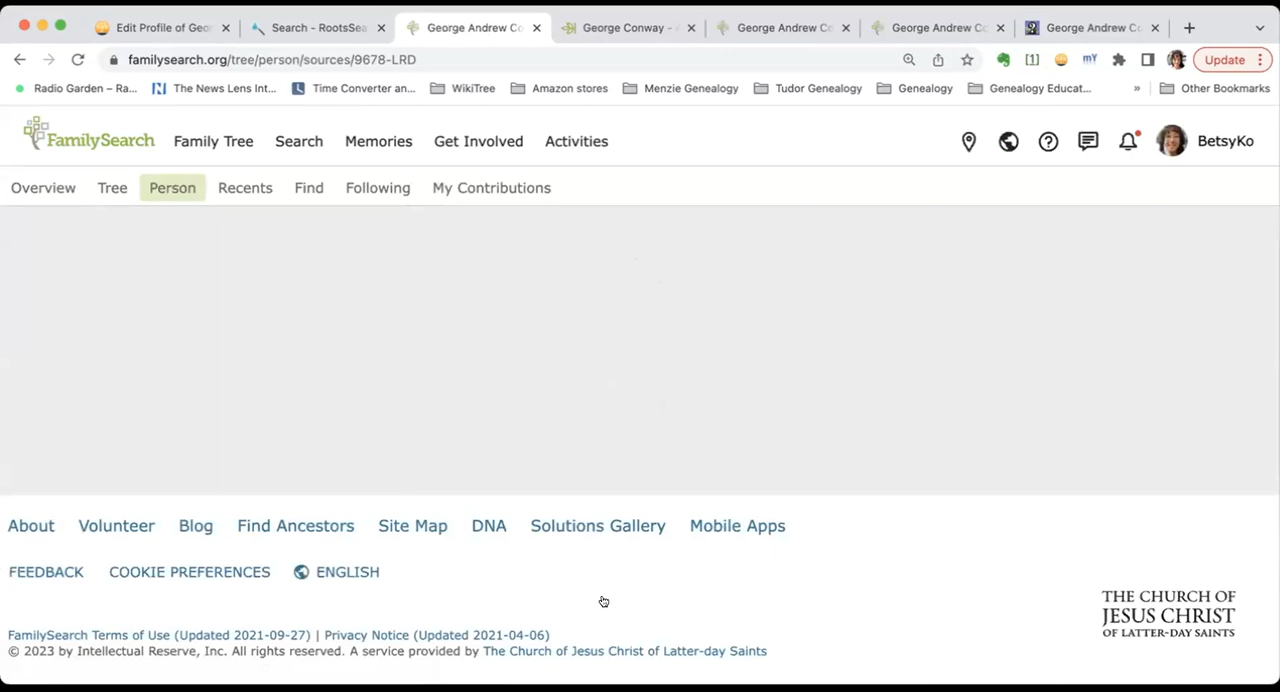 Edit Profile of Geor
Search - RootsSea
George Andrew Co
George Conway - A
George Andrew Co
George Andrew Co
George Andrew Co
familysearch.org/tree/person/sources/9678-LRD
[1]
mY
Update
Radio Garden – Ra...
The News Lens Int...
Time Converter an...
WikiTree
Amazon stores
Menzie Genealogy
Tudor Genealogy
Genealogy
Genealogy Educat...
»
Other Bookmarks
FamilySearch
Family Tree
Search
Memories
Get Involved
Activities
BetsyKo
Overview
Tree
Person
Recents
Find
Following
My Contributions
About
Volunteer
Blog
Find Ancestors
Site Map
DNA
Solutions Gallery
Mobile Apps
FEEDBACK
COOKIE PREFERENCES
ENGLISH
THE CHURCH OF
JESUS CHRIST
OF LATTER-DAY SAINTS
FamilySearch Terms of Use (Updated 2021-09-27) | Privacy Notice (Updated 2021-04-06)
© 2023 by Intellectual Reserve, Inc. All rights reserved. A service provided by The Church of Jesus Christ of Latter-day Saints